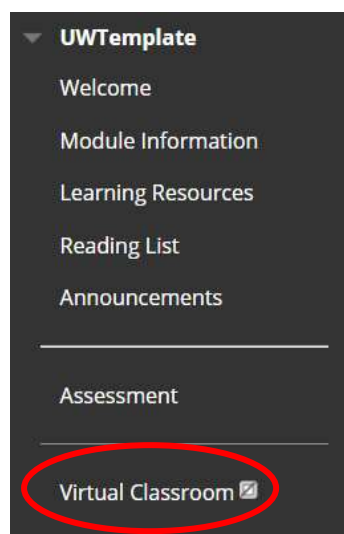 UWTemplate
Welcome
Module Information
Learning Resources
Reading List
Announcements
Assessment
Virtual Classroom